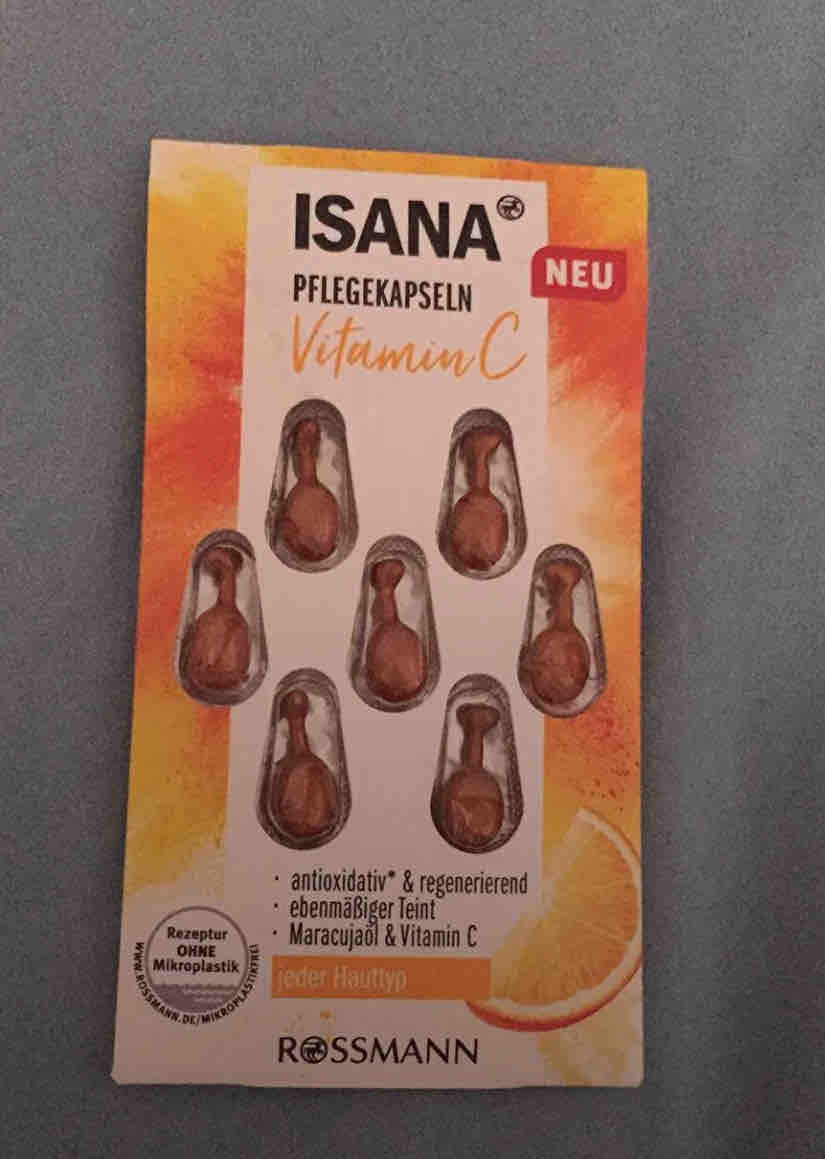 ISANA
NEU
PFLEGEKAPSELN
Vitamin C
· antioxidativ* & regenerierend
· ebenmäßiger Teint
· Maracujaöl & Vitamin C
jeder Hauttyp
Rezeptur
OHNE
Mikroplastik
WWW.ROSSMANN.DE/MIKROPLASTIKFREI
ROSSMANN